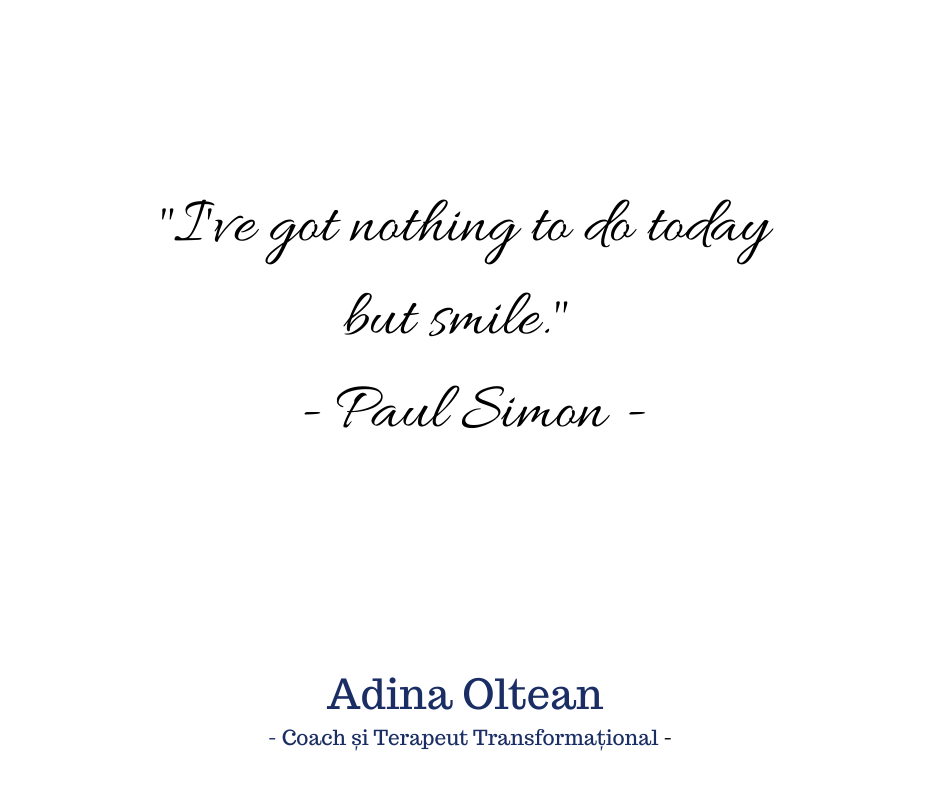 "I've got nothing to do today
but smile."
- Paul Simon -
Adina Oltean
- Coach și Terapeut Transformațional -